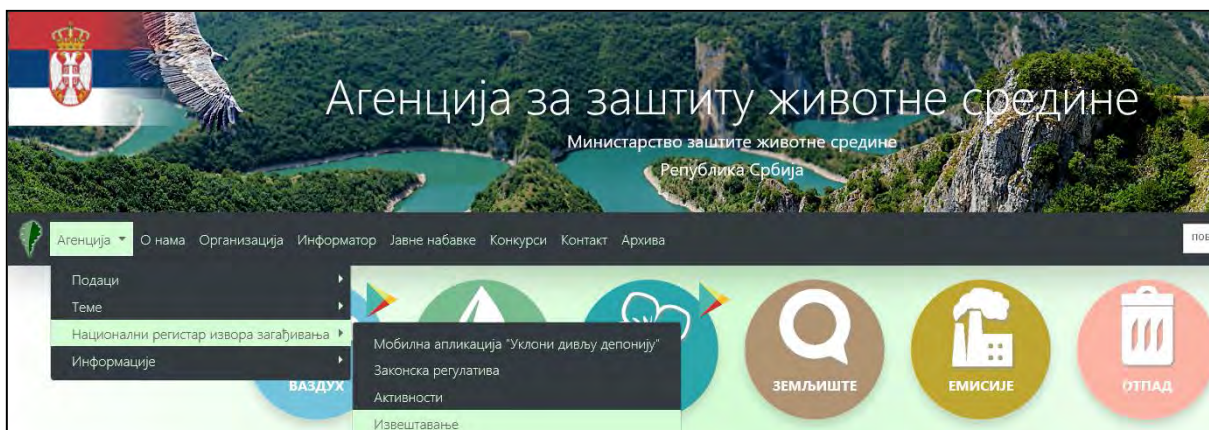 Агенција за заштиту животне средине
Министарство заштите животне средине
Република Србија
Агенција О нама Организација Информатор Јавне набавке Конкурси Контакт Архива
Подаци
Теме
Национални регистар извора загађивања
Информације
Мобилна апликација "Уклони дивљу депонију"
Законска регулатива
Активности
Извештавање
ВАЗДУХ
ЗЕМЉИШТЕ
ЕМИСИЈЕ
ОТПАД